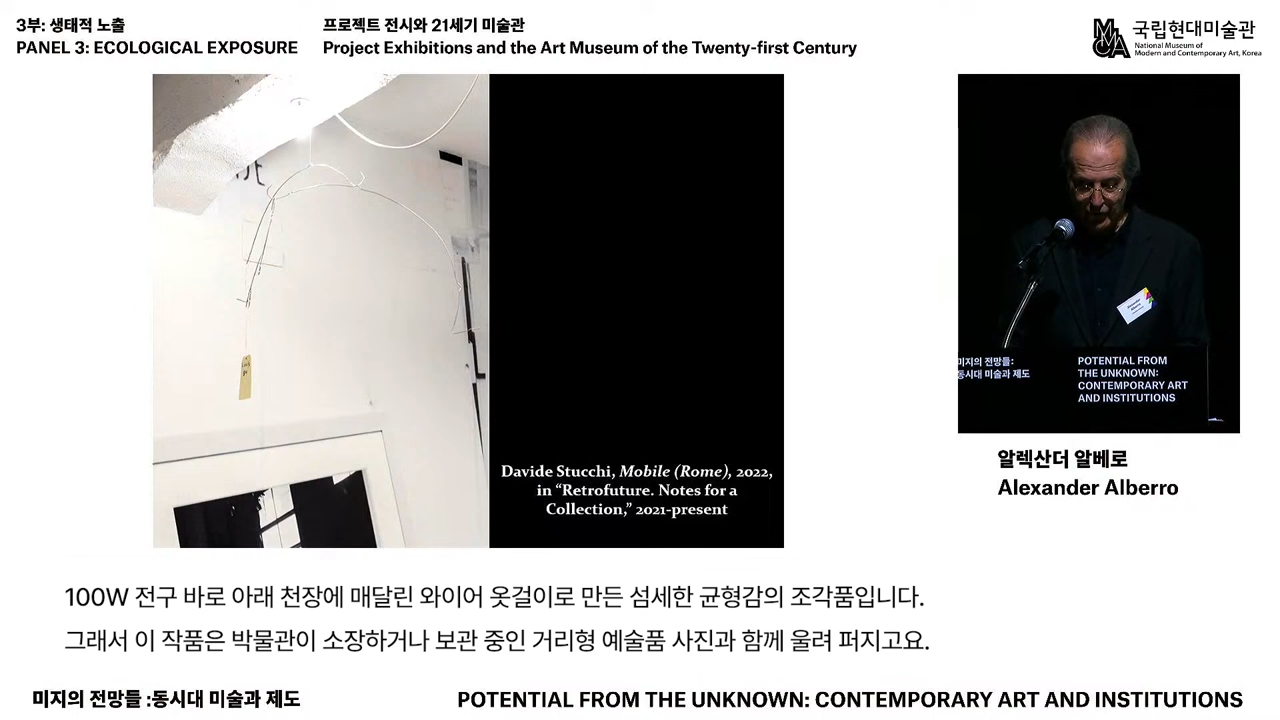 3부: 생태적 노출
PANEL 3: ECOLOGICAL EXPOSURE
프로젝트 전시와 21세기 미술관
Project Exhibitions and the Art Museum of the Twenty-first Century
MMCA
국립현대미술관
National Museum of
Modern and Contemporary Art, Korea
Davide Stucchi, Mobile (Rome), 2022,
in “Retrofuture. Notes for a
Collection,” 2021-present
미지의 전망들:
동시대 미술과 제도
POTENTIAL FROM
THE UNKNOWN:
CONTEMPORARY ART
AND INSTITUTIONS
알렉산더 알베로
Alexander Alberro
100W 전구 바로 아래 천장에 매달린 와이어 옷걸이로 만든 섬세한 균형감의 조각품입니다.
그래서 이 작품은 박물관이 소장하거나 보관 중인 거리형 예술품 사진과 함께 울려 퍼지고요.
미지의 전망들 :동시대 미술과 제도
POTENTIAL FROM THE UNKNOWN: CONTEMPORARY ART AND INSTITUTIONS